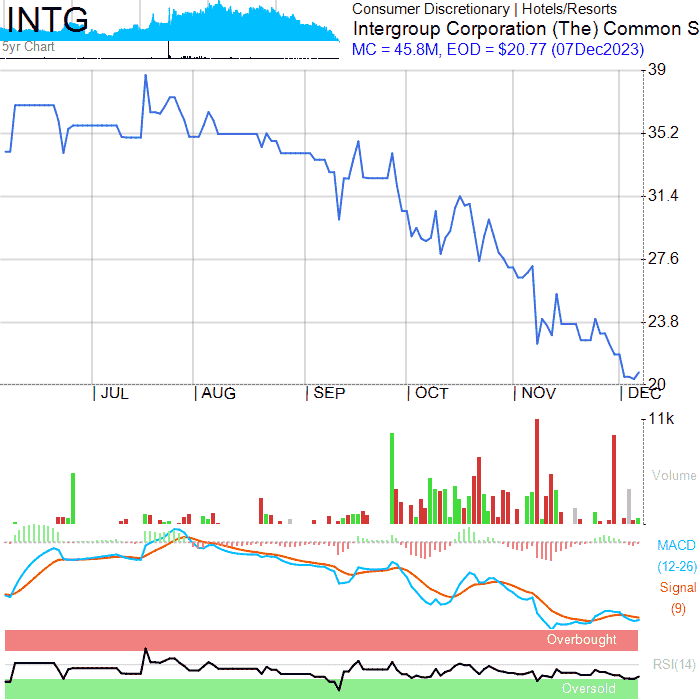 INTG
5yr Chart
Consumer Discretionary | Hotels/Resorts
Intergroup Corporation (The) Common S
MC = 45.8M, EOD = $20.77 (07Dec2023)
39
35.2
31.4
27.6
23.8
20
JUL AUG SEP OCT NOV DEC
11k
Volume
MACD
(12-26)
Signal
(9)
Overbought
RSI(14)
Oversold